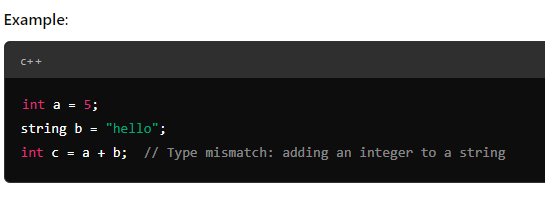 Example:
c++
int a = 5;
string b = "hello";
int c = a + b;  // Type mismatch: adding an integer to a string